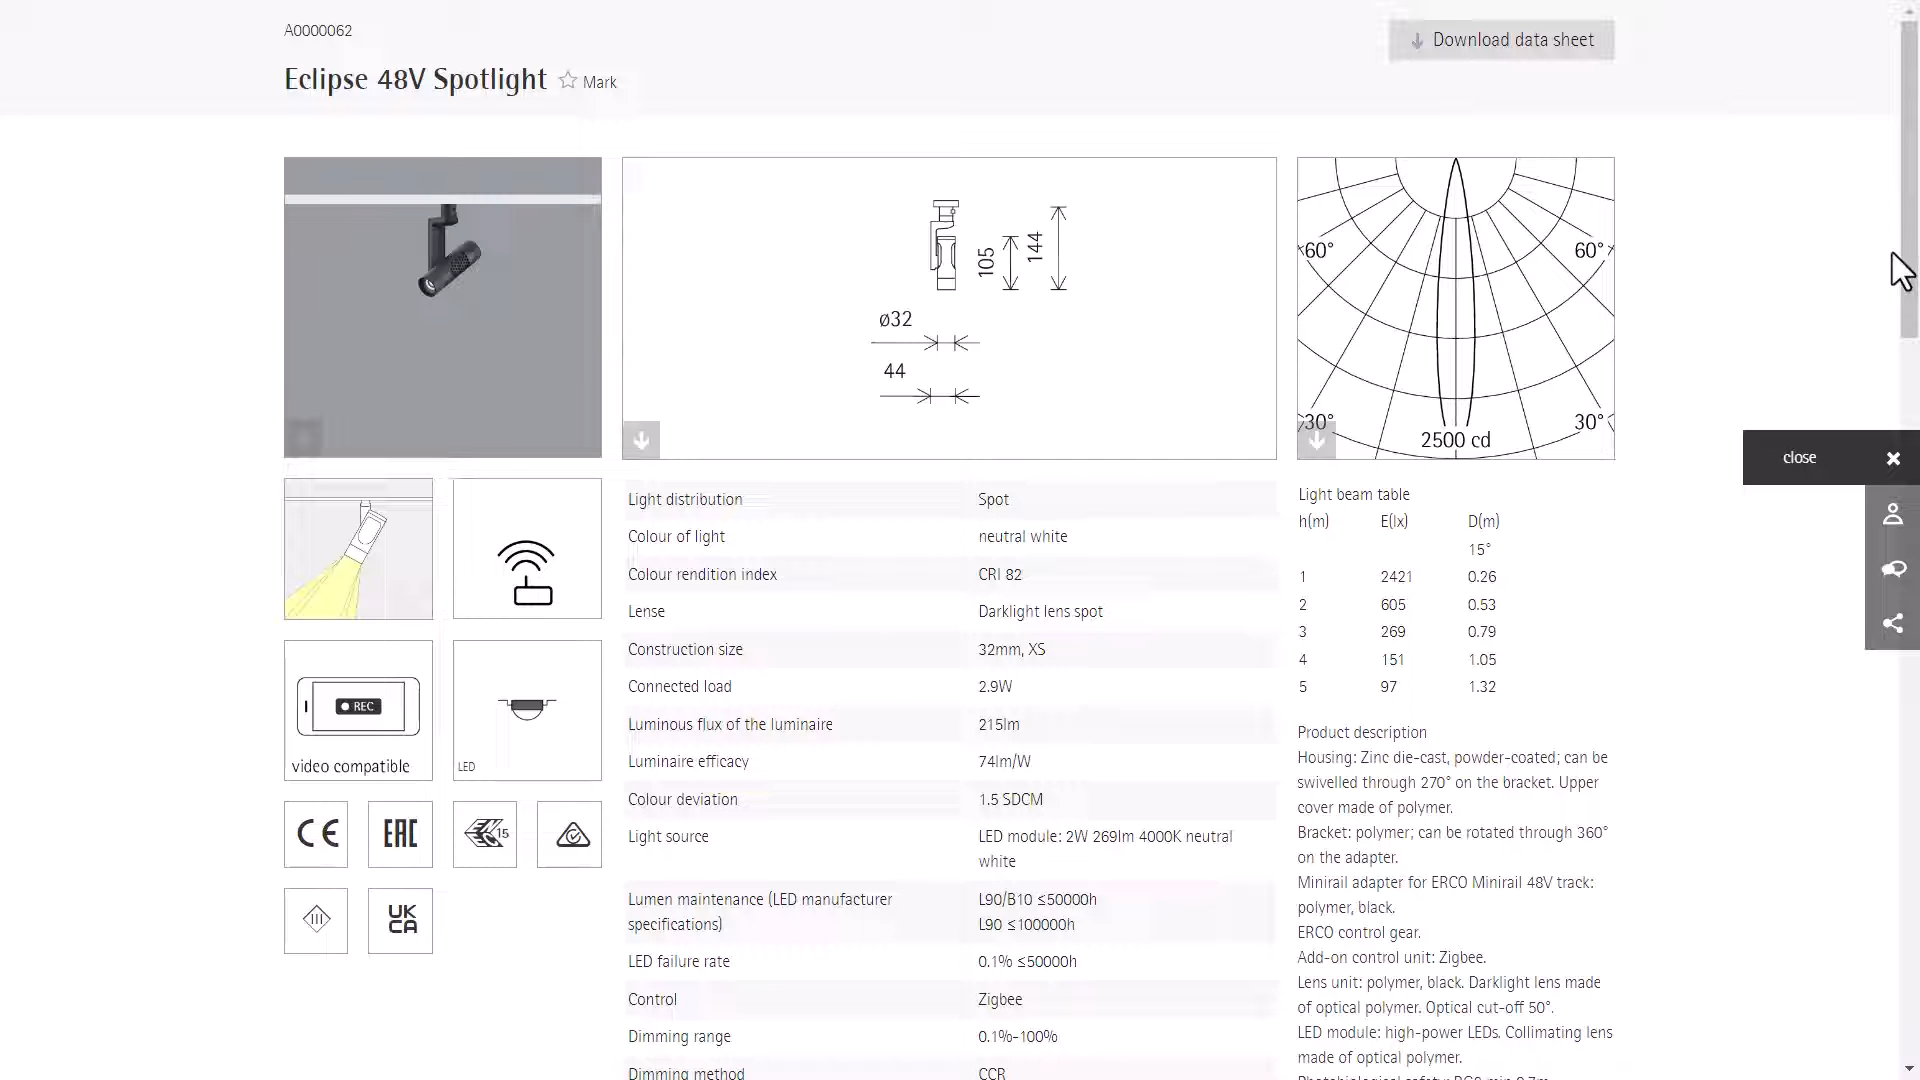 A0000062
Download data sheet
Eclipse 48V Spotlight
Mark
105
144
ø32
44
60°
60°
30°
30°
2500 cd
close
Light distribution Spot
Colour of light neutral white
Colour rendition index CRI 82
Lense Darklight lens spot
Construction size 32mm, XS
Connected load 2.9W
Luminous flux of the luminaire 215lm
Luminaire efficacy 74lm/W
Colour deviation 1.5 SDCM
Light source LED module: 2W 269lm 4000K neutral
white
Lumen maintenance (LED manufacturer L90/B10 ≤50000h
specifications) L90 ≤100000h
LED failure rate 0.1% ≤50000h
Control Zigbee
Dimming range 0.1%-100%
Dimming method CCR
Light beam table
h(m) E(lx) D(m)
15°
1 2421 0.26
2 605 0.53
3 269 0.79
4 151 1.05
5 97 1.32
Product description
Housing: Zinc die-cast, powder-coated; can be
swivelled through 270° on the bracket. Upper
cover made of polymer.
Bracket: polymer; can be rotated through 360°
on the adapter.
Minirail adapter for ERCO Minirail 48V track:
polymer, black.
ERCO control gear.
Add-on control unit: Zigbee.
Lens unit: polymer, black. Darklight lens made
of optical polymer. Optical cut-off 50°.
LED module: high-power LEDs. Collimating lens
made of optical polymer.
REC
video compatible
LED
CE
EAC
15
III
UK
CA